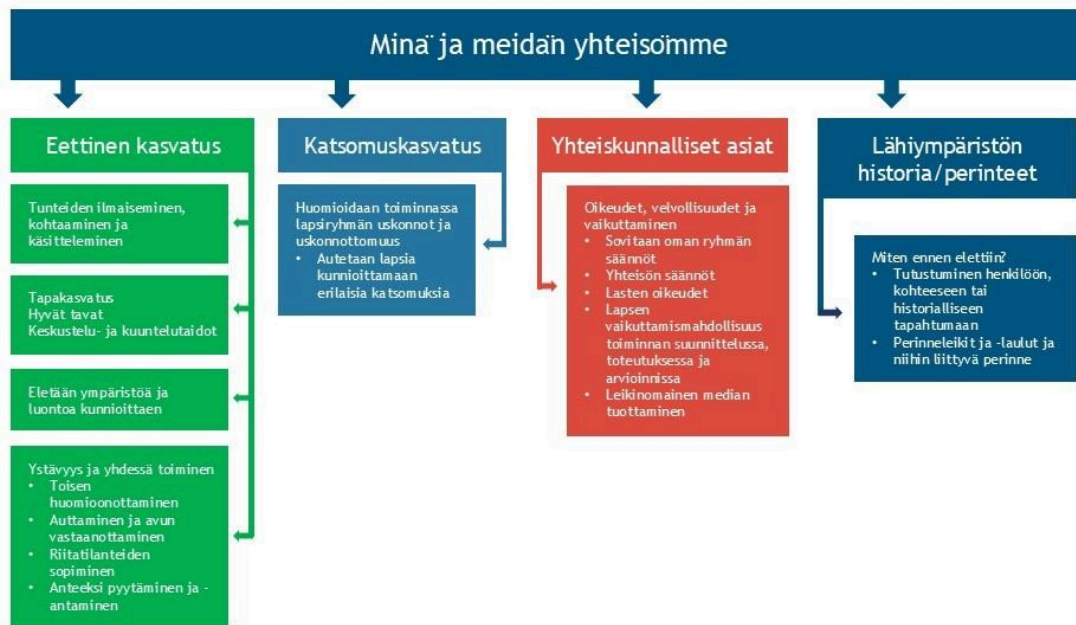 Minä ja meidän yhteisömme
Eettinen kasvatus
Tunteiden ilmaiseminen,
kohtaaminen ja
käsitteleminen
Tapakasvatus
Hyvät tavat
Keskustelu- ja kuuntelutaidot
Eletään ympäristöä ja
luontoa kunnioittaen
Ystävyys ja yhdessä toiminen
• Toisen
huomioonottaminen
• Auttaminen ja avun
vastaanottaminen
• Riitatilanteiden
sopiminen
• Anteeksi pyytäminen ja -
antaminen
Katsomuskasvatus
Huomioidaan toiminnassa
lapsiryhmän uskonnot ja
uskonnottomuus
• Autetaan lapsia
kunnioittamaan
erilaisia katsomuksia
Yhteiskunnalliset asiat
Oikeudet, velvollisuudet ja
vaikuttaminen
• Sovitaan oman ryhmän
säännöt
• Yhteisön säännöt
• Lasten oikeudet
• Lapsen
vaikuttamismahdollisuus
toiminnan suunnittelussa,
toteutuksessa ja
arvioinnissa
• Leikinomainen median
tuottaminen
Lähiympäristön
historia/perinteet
Miten ennen elettiin?
• Tutustuminen henkilöön,
kohteeseen tai
historialliseen
tapahtumaan
• Perinneleikit ja -laulut ja
niihin liittyvä perinne